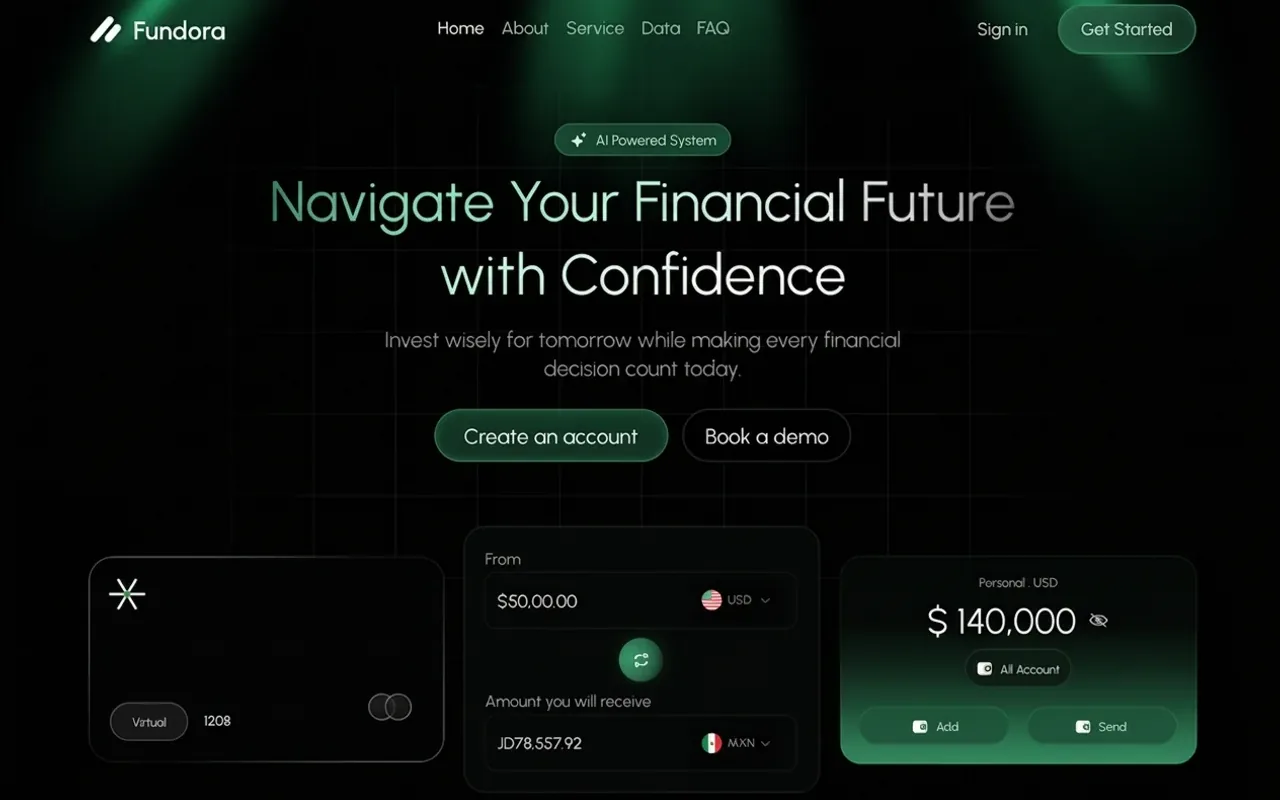 Fundora
Home About Service Data FAQ
Sign in
Get Started
AI Powered System
Navigate Your Financial Future
with Confidence
Invest wisely for tomorrow while making every financial
decision count today.
Create an account
Book a demo
Virtual
1208
From
$50,00.00
USD
Amount you will receive
JD78,557.92
MXN
Personal . USD
$ 140,000
All Account
Add
Send